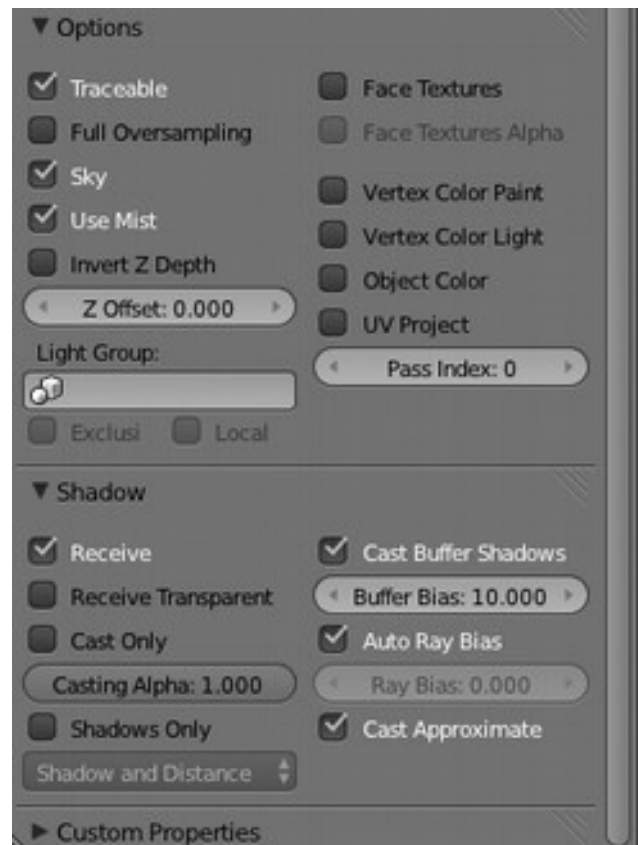 Options
Traceable
Full Oversampling
Sky
Use Mist
Invert Z Depth
Z Offset: 0.000
Light Group:
Exclusi Local
Face Textures
Face Textures Alpha
Vertex Color Paint
Vertex Color Light
Object Color
UV Project
Pass Index: 0
Shadow
Receive
Receive Transparent
Cast Only
Casting Alpha: 1.000
Shadows Only
Shadow and Distance
Cast Buffer Shadows
Buffer Bias: 10.000
Auto Ray Bias
Ray Bias: 0.000
Cast Approximate
Custom Properties